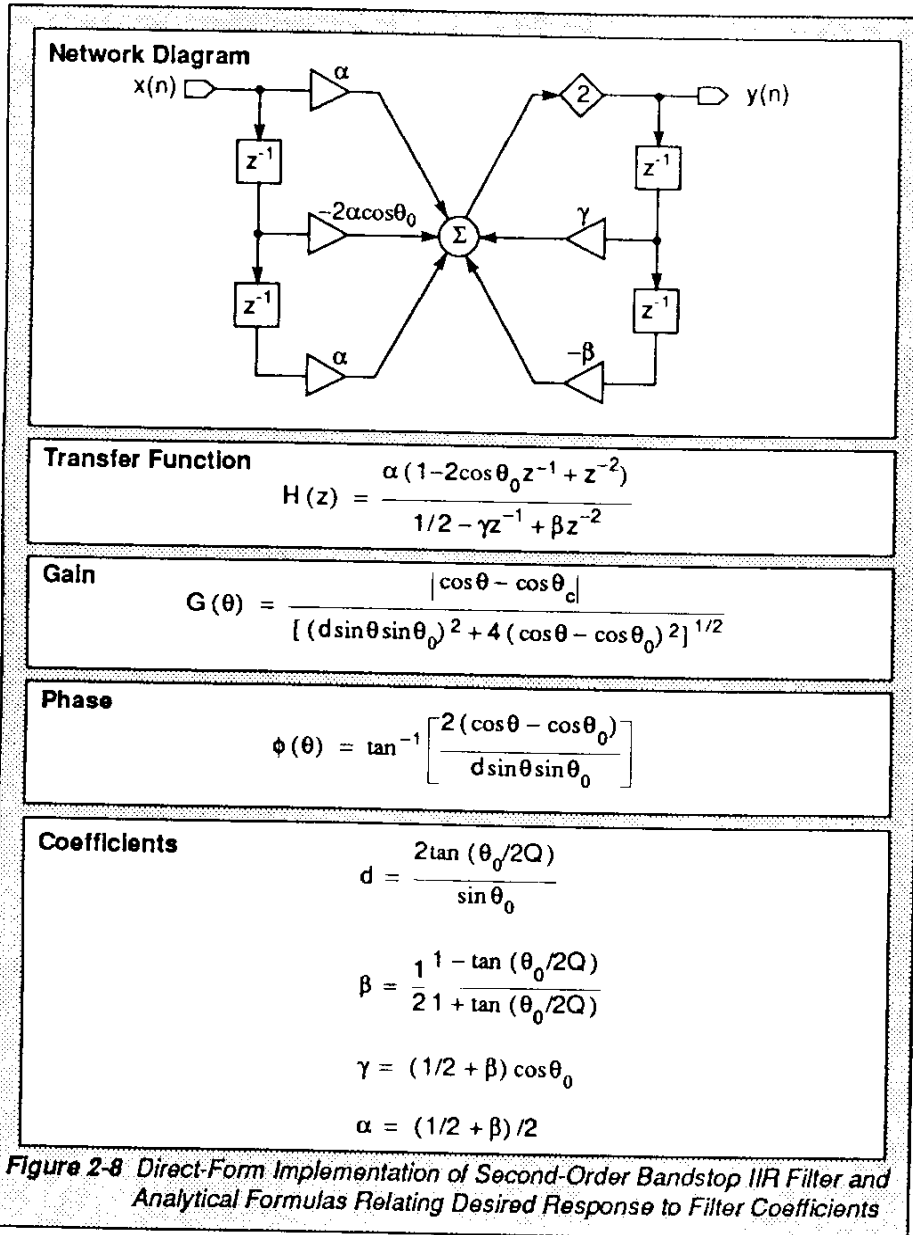 Network Diagram
x(n)
α
2
y(n)
z⁻¹
z⁻¹
-2αcosθ₀
Σ
γ
z⁻¹
z⁻¹
α
-β
Transfer Function
H(z) = α(1-2cosθ₀z⁻¹ + z⁻²) / (1/2 - γz⁻¹ + βz⁻²)
Gain
G(θ) = |cosθ - cosθ_c| / [(dsinθsinθ₀)² + 4(cosθ - cosθ₀)²]^(1/2)
Phase
φ(θ) = tan⁻¹[2(cosθ - cosθ₀) / dsinθsinθ₀]
Coefficients
d = 2tan(θ₀/2Q) / sinθ₀
β = 1/2 (1 - tan(θ₀/2Q)) / (1 + tan(θ₀/2Q))
γ = (1/2 + β)cosθ₀
α = (1/2 + β)/2
Figure 2-8 Direct-Form Implementation of Second-Order Bandstop IIR Filter and
Analytical Formulas Relating Desired Response to Filter Coefficients